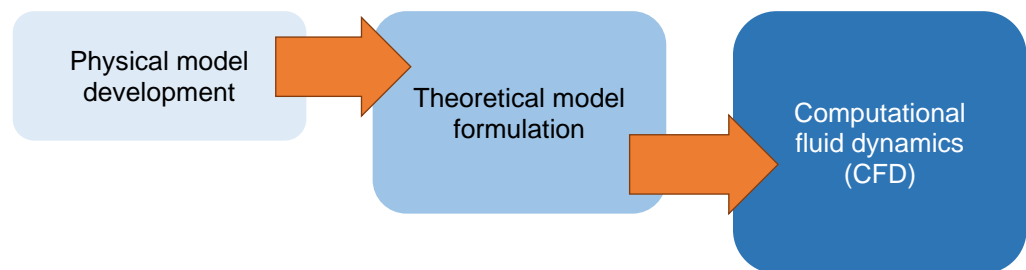 Physical model
development
Theoretical model
formulation
Computational
fluid dynamics
(CFD)